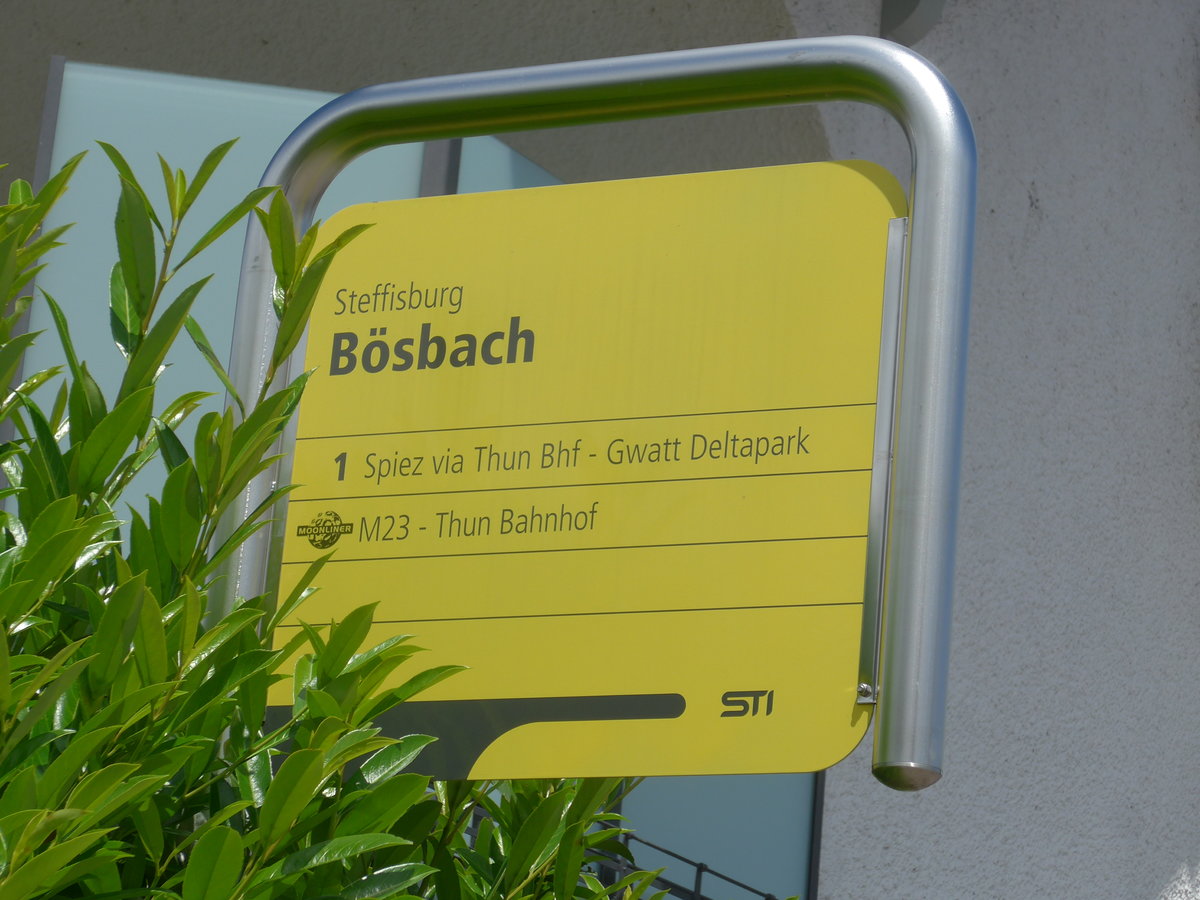 Steffisburg
Bösbach
1 Spiez via Thun Bhf - Gwatt Deltapark
MOONLINER M23 - Thun Bahnhof
STI